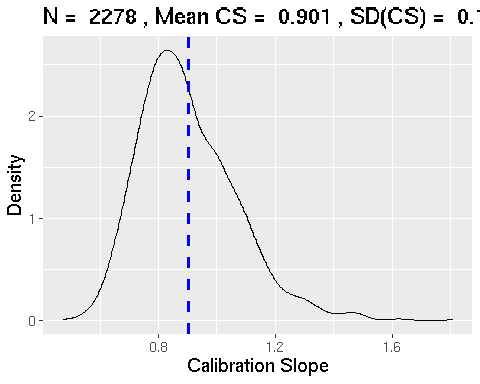 N = 2278 , Mean CS = 0.901 , SD(CS) = 0.
Density
2
1
0
0.8 1.2 1.6
Calibration Slope